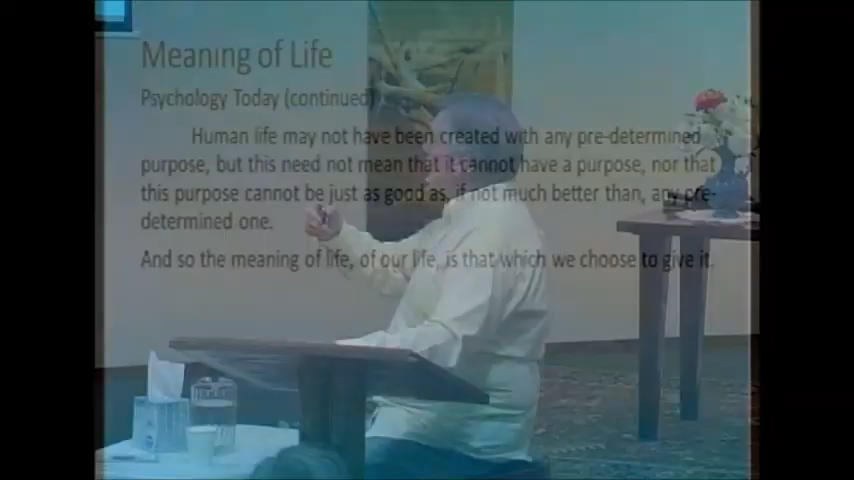 Meaning of Life
Psychology Today (continued)
Human life may not have been created with any pre-determined
purpose, but this need not mean that it cannot have a purpose, nor that
this purpose cannot be just as good as, if not much better than, any pre-
determined one.
And so the meaning of life, of our life, is that which we choose to give it.